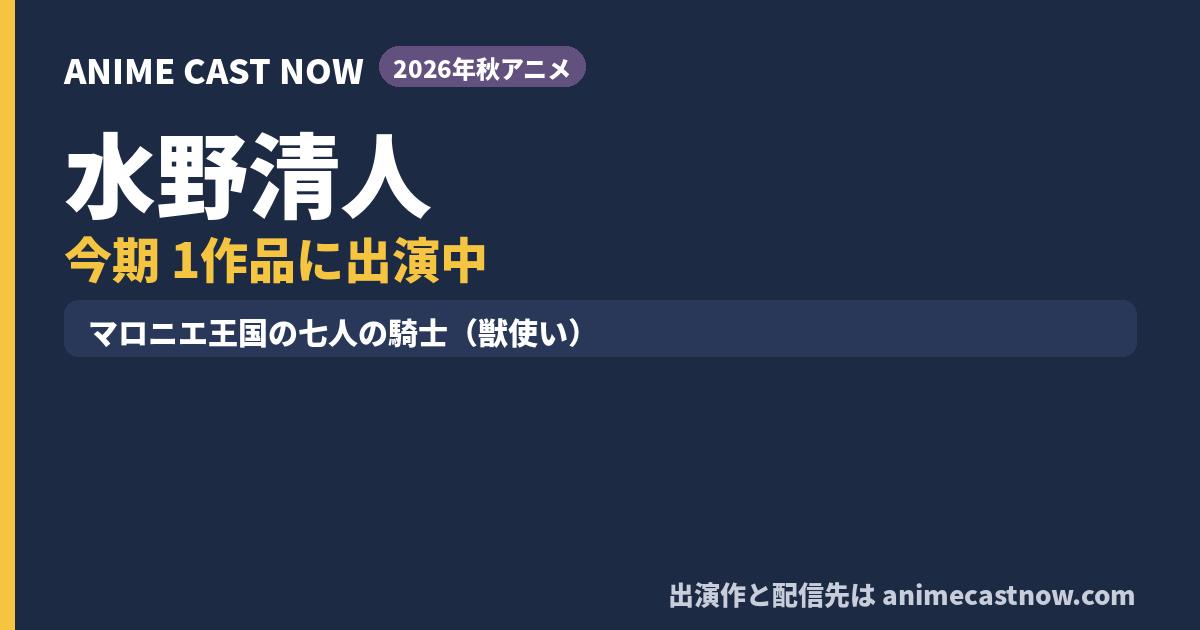 ANIME CAST NOW 2026年秋アニメ
水野清人
今期 1作品に出演中
マロニエ王国の七人の騎士（獣使い）
出演作と配信先は animecastnow.com